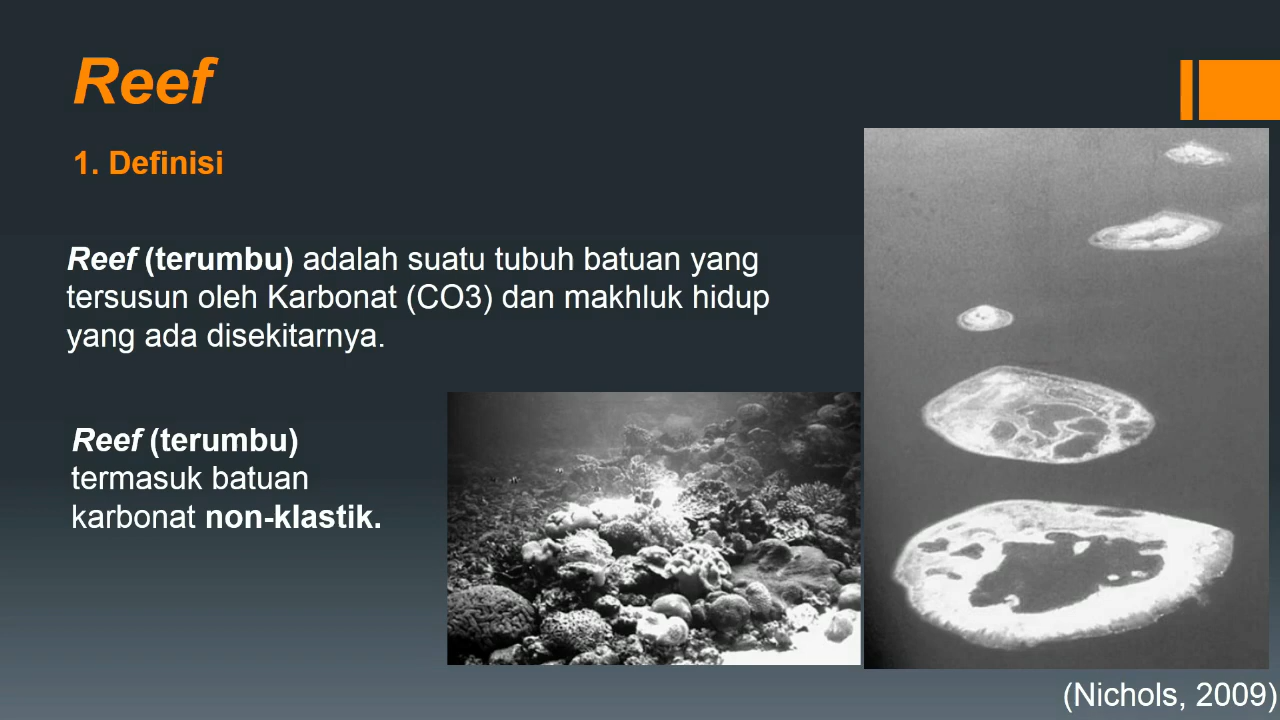 Reef
1. Definisi
Reef (terumbu) adalah suatu tubuh batuan yang
tersusun oleh Karbonat (CO3) dan makhluk hidup
yang ada disekitarnya.
Reef (terumbu)
termasuk batuan
karbonat non-klastik.
(Nichols, 2009)